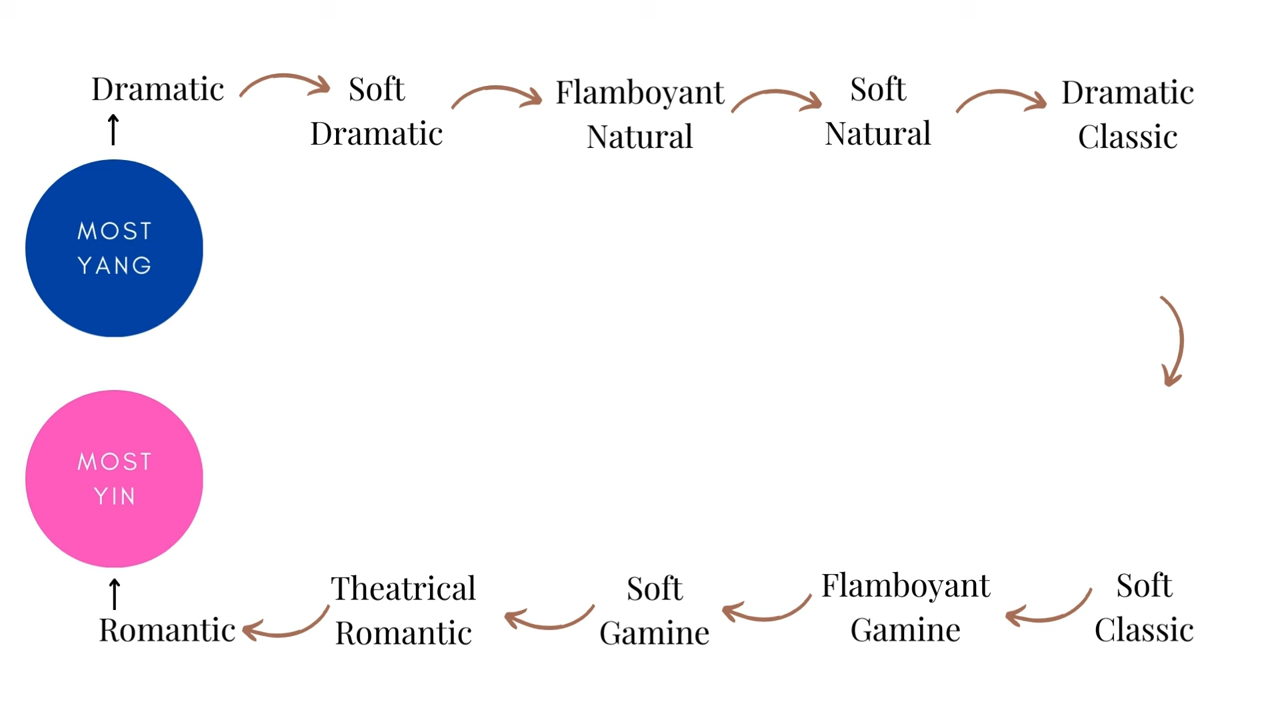 Dramatic
Soft
Dramatic
Flamboyant
Natural
Soft
Natural
Dramatic
Classic
MOST
YANG
MOST
YIN
Romantic
Theatrical
Romantic
Soft
Gamine
Flamboyant
Gamine
Soft
Classic